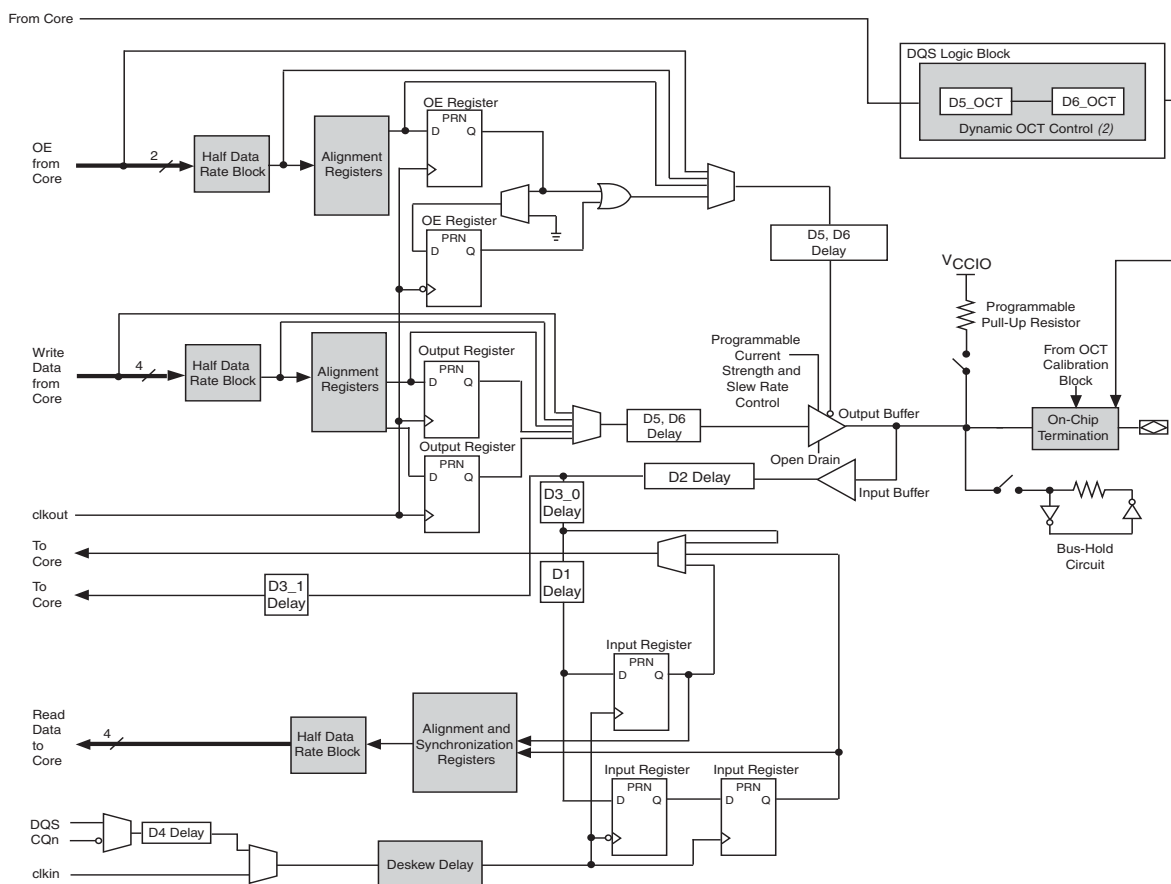 From Core
DQS Logic Block
D5_OCT
D6_OCT
Dynamic OCT Control (2)
OE
from
Core
2
Half Data
Rate Block
Alignment
Registers
OE Register
PRN
D
Q
OE Register
PRN
D
Q
D5, D6
Delay
VCCIO
Programmable
Pull-Up Resistor
Write
Data
from
Core
4
Half Data
Rate Block
Alignment
Registers
Output Register
PRN
D
Q
Output Register
PRN
D
Q
D5, D6
Delay
Programmable
Current
Strength and
Slew Rate
Control
Output Buffer
Open Drain
Input Buffer
From OCT
Calibration
Block
On-Chip
Termination
Bus-Hold
Circuit
D2 Delay
D3_0
Delay
clkout
To
Core
D1
Delay
To
Core
D3_1
Delay
Input Register
PRN
D
Q
Read
Data
to
Core
4
Half Data
Rate Block
Alignment and
Synchronization
Registers
Input Register
PRN
D
Q
Input Register
PRN
D
Q
DQS
CQn
D4 Delay
clkin
Deskew Delay